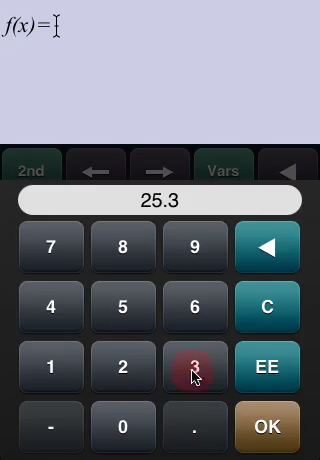 f(x)=
2nd Vars
25.3
7 8 9
4 5 6 C
1 2 3 EE
- 0 . OK